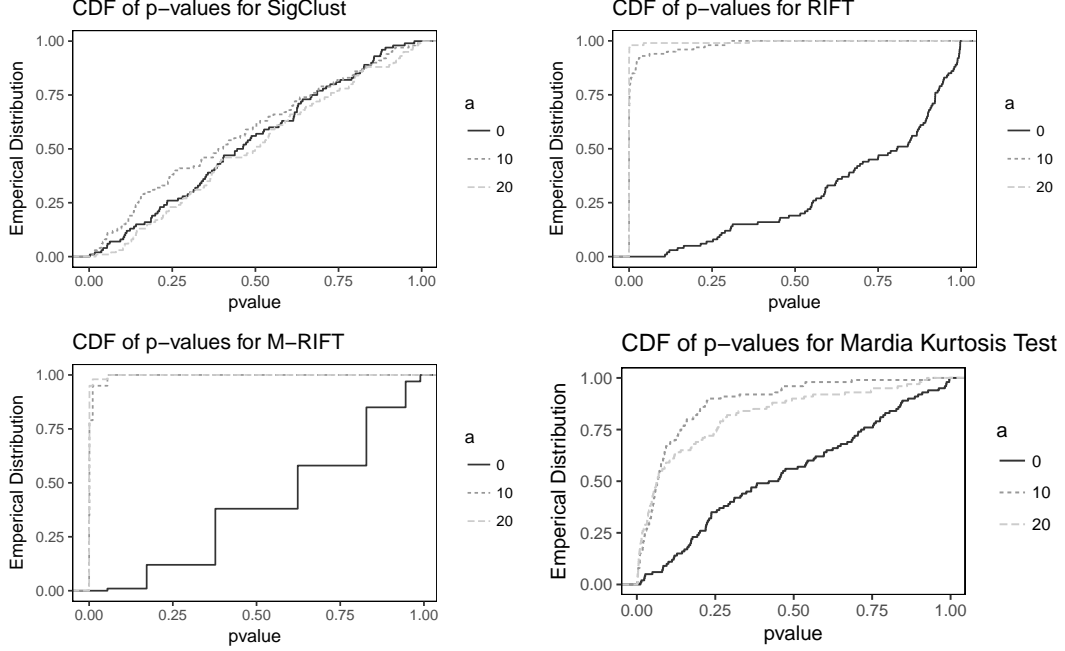 CDF of p−values for SigClust
Emperical Distribution
1.00
0.75
0.50
0.25
0.00
0.00 0.25 0.50 0.75 1.00
pvalue
a
0
10
20
CDF of p−values for RIFT
Emperical Distribution
1.00
0.75
0.50
0.25
0.00
0.00 0.25 0.50 0.75 1.00
pvalue
a
0
10
20
CDF of p−values for M−RIFT
Emperical Distribution
1.00
0.75
0.50
0.25
0.00
0.00 0.25 0.50 0.75 1.00
pvalue
a
0
10
20
CDF of p−values for Mardia Kurtosis Test
Emperical Distribution
1.00
0.75
0.50
0.25
0.00
0.00 0.25 0.50 0.75 1.00
pvalue
a
0
10
20